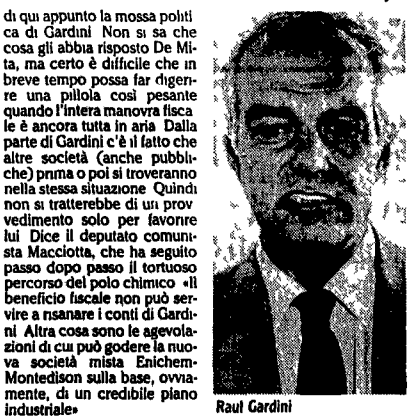 di qui appunto la mossa politi
ca di Gardini Non si sa che
cosa gli abbia risposto De Mi-
ta, ma certo è difficile che in
breve tempo possa far digeri-
re una pillola così pesante
quando l'intera manovra fisca
le è ancora tutta in aria Dalla
parte di Gardini c'è il fatto che
altre società (anche pubbli-
che) prima o poi si troveranno
nella stessa situazione Quindi
non si tratterebbe di un prov
vedimento solo per favorire
lui Dice il deputato comuni-
sta Macciotta, che ha seguito
passo dopo passo il tortuoso
percorso del polo chimico «Il
beneficio fiscale non può ser-
vire a risanare i conti di Gardi-
ni Altra cosa sono le agevola-
zioni di cui può godere la nuo-
va società mista Enichem-
Montedison sulla base, ovvia-
mente, di un credibile piano
industriale»
Raul Gardini